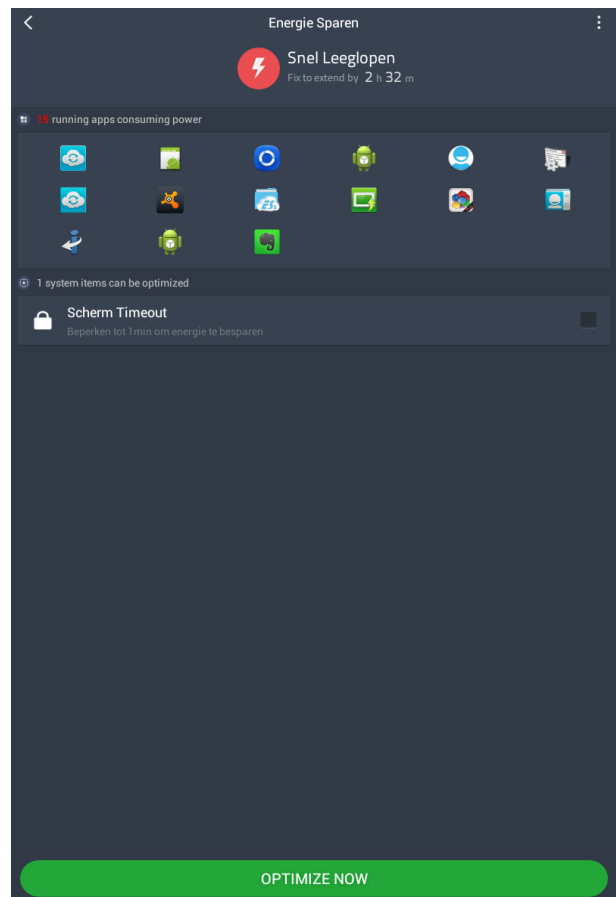 Energie Sparen
Snel Leeglopen
Fix to extend by 2 h 32 m
15 running apps consuming power
ES
1 system items can be optimized
Scherm Timeout
Beperken tot 1min om energie te besparen
OPTIMIZE NOW